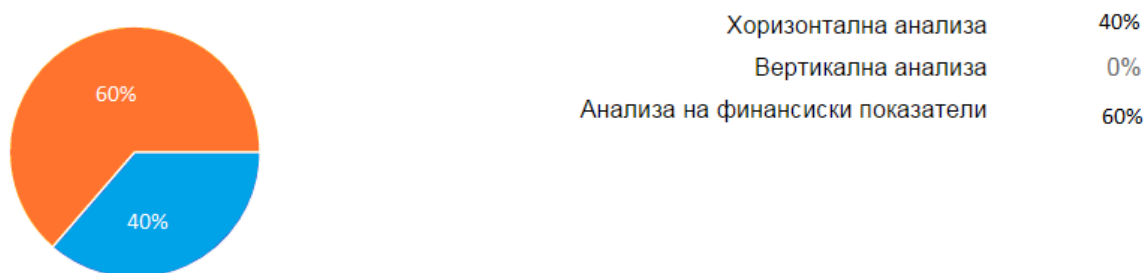 60%
40%
Хоризонтална анализа 40%
Вертикална анализа 0%
Анализа на финансиски показатели 60%